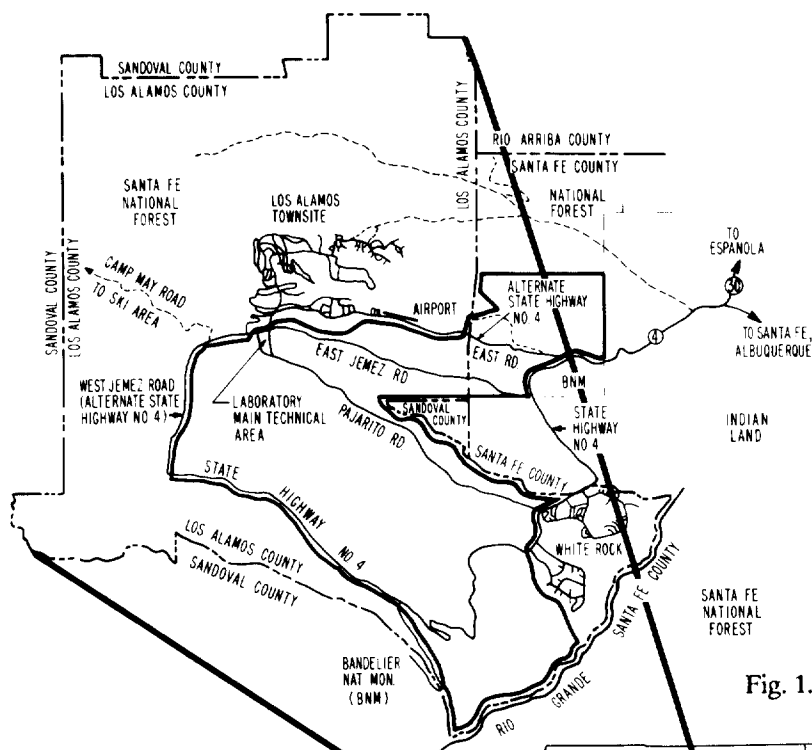 SANDOVAL COUNTY
LOS ALAMOS COUNTY
LOS ALAMOS COUNTY
RIO ARRIBA COUNTY
SANTA FE COUNTY
SANTA FE
NATIONAL
FOREST
LOS ALAMOS
TOWNSITE
NATIONAL
FOREST
TO
ESPANOLA
30
SANDOVAL COUNTY
LOS ALAMOS COUNTY
CAMP MAY ROAD
TO SKI AREA
AIRPORT
ALTERNATE
STATE HIGHWAY
NO. 4
4
TO SANTA FE,
ALBUQUERQUE
EAST JEMEZ RD
EAST RD
BNM
WEST JEMEZ ROAD
(ALTERNATE STATE
HIGHWAY NO 4)
LABORATORY
MAIN TECHNICAL
AREA
PAJARITO RD.
SANDOVAL
COUNTY
STATE
HIGHWAY
NO 4
INDIAN
LAND
SANTA FE COUNTY
STATE
HIGHWAY
NO 4
LOS ALAMOS COUNTY
SANDOVAL COUNTY
WHITE ROCK
SANTA FE COUNTY
SANTA FE
NATIONAL
FOREST
BANDELIER
NAT MON.
(BNM)
RIO GRANDE
Fig. 1.